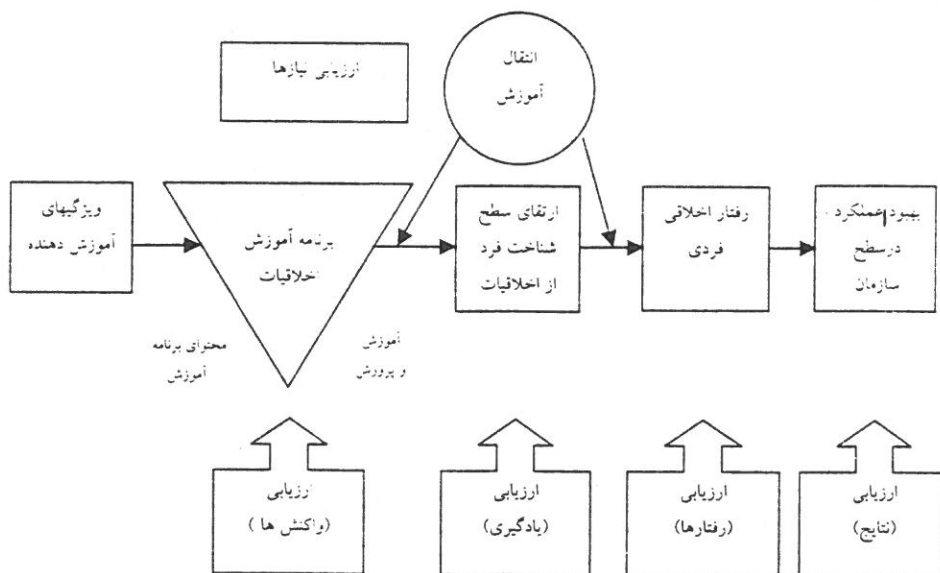 ارزیابی نیازها
انتقال
آموزش
ویژگیهای
آموزش دهنده
برنامه آموزش
اخلاقیات
ارتقای سطح
شناخت فرد
از اخلاقیات
رفتار اخلاقی
فردی
بهبود عملکرد
درسطح
سازمان
محتوای برنامه
آموزش
آموزش
و پرورش
ارزیابی
(واکنش ها )
ارزیابی
(یادگیری)
ارزیابی
(رفتارها)
ارزیابی
(نتایج)